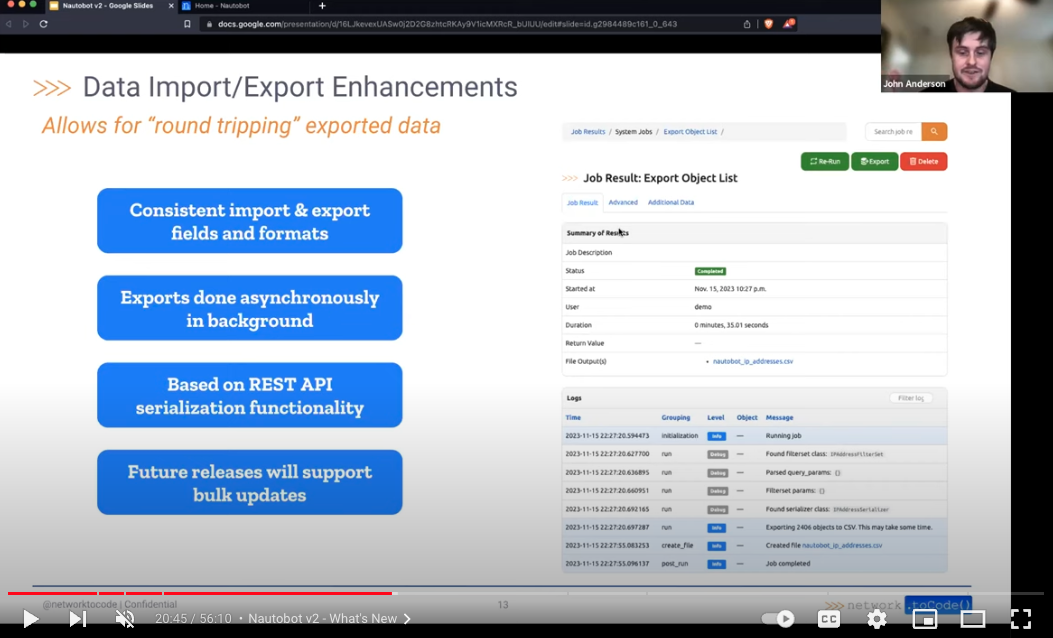 Nautobot v2 - Google Slides
Home - Nautobot
docs.google.com/presentation/d/16LJkevexUASw0j2D2G8zhtcRKAy9V1icMXRcR_bUlUU/edit#slide=id.g2984489c161_0_643
John Anderson
>>> Data Import/Export Enhancements
Allows for “round tripping” exported data
Consistent import & export
fields and formats
Exports done asynchronously
in background
Based on REST API
serialization functionality
Future releases will support
bulk updates
Job Results / System Jobs / Export Object List /
Search job re
Re-Run Export Delete
>>> Job Result: Export Object List
Job Result Advanced Additional Data
Summary of Results
Job Description
Status Completed
Started at Nov. 15, 2023 10:27 p.m.
User demo
Duration 0 minutes, 35.01 seconds
Return Value —
File Output(s) • nautobot_ip_addresses.csv
Logs Filter log
Time Grouping Level Object Message
2023-11-15 22:27:20.594473 initialization Info — Running job
2023-11-15 22:27:20.627700 run Debug — Found filterset class: IPAddressFilterSet
2023-11-15 22:27:20.636895 run Debug — Parsed query_params: {}
2023-11-15 22:27:20.660951 run Debug — Filterset params: {}
2023-11-15 22:27:20.692165 run Debug — Found serializer class: IPAddressSerializer
2023-11-15 22:27:20.697287 run Info — Exporting 2406 objects to CSV. This may take some time.
2023-11-15 22:27:55.083253 create_file Info — Created file nautobot_ip_addresses.csv
2023-11-15 22:27:55.096137 post_run Info — Job completed
@networktocode | Confidential
13
>>> network .toCode()
20:45 / 56:10 • Nautobot v2 - What's New >
CC
HD